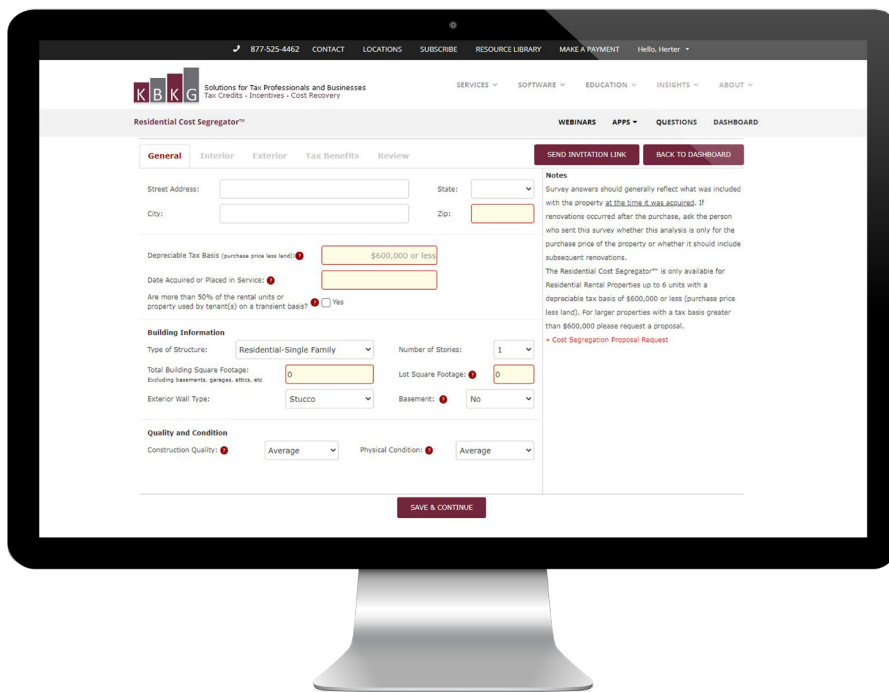 877-525-4462 CONTACT LOCATIONS SUBSCRIBE RESOURCE LIBRARY MAKE A PAYMENT Hello, Herter
KBKG
Solutions for Tax Professionals and Businesses
Tax Credits • Incentives • Cost Recovery
SERVICES SOFTWARE EDUCATION INSIGHTS ABOUT
Residential Cost Segregator™
WEBINARS APPS QUESTIONS DASHBOARD
General Interior Exterior Tax Benefits Review
SEND INVITATION LINK BACK TO DASHBOARD
Street Address: State:
City: Zip:
Depreciable Tax Basis (purchase price less land): ? $600,000 or less
Date Acquired or Placed in Service: ?
Are more than 50% of the rental units or
property used by tenant(s) on a transient basis? ? Yes
Building Information
Type of Structure: Residential-Single Family Number of Stories: 1
Total Building Square Footage: 0 Lot Square Footage: ? 0
Excluding basements, garages, attics, etc
Exterior Wall Type: Stucco Basement: ? No
Quality and Condition
Construction Quality: ? Average Physical Condition: ? Average
Notes
Survey answers should generally reflect what was included
with the property at the time it was acquired. If
renovations occurred after the purchase, ask the person
who sent this survey whether this analysis is only for the
purchase price of the property or whether it should include
subsequent renovations.
The Residential Cost Segregator™ is only available for
Residential Rental Properties up to 6 units with a
depreciable tax basis of $600,000 or less (purchase price
less land). For larger properties with a tax basis greater
than $600,000 please request a proposal.
» Cost Segregation Proposal Request
SAVE & CONTINUE